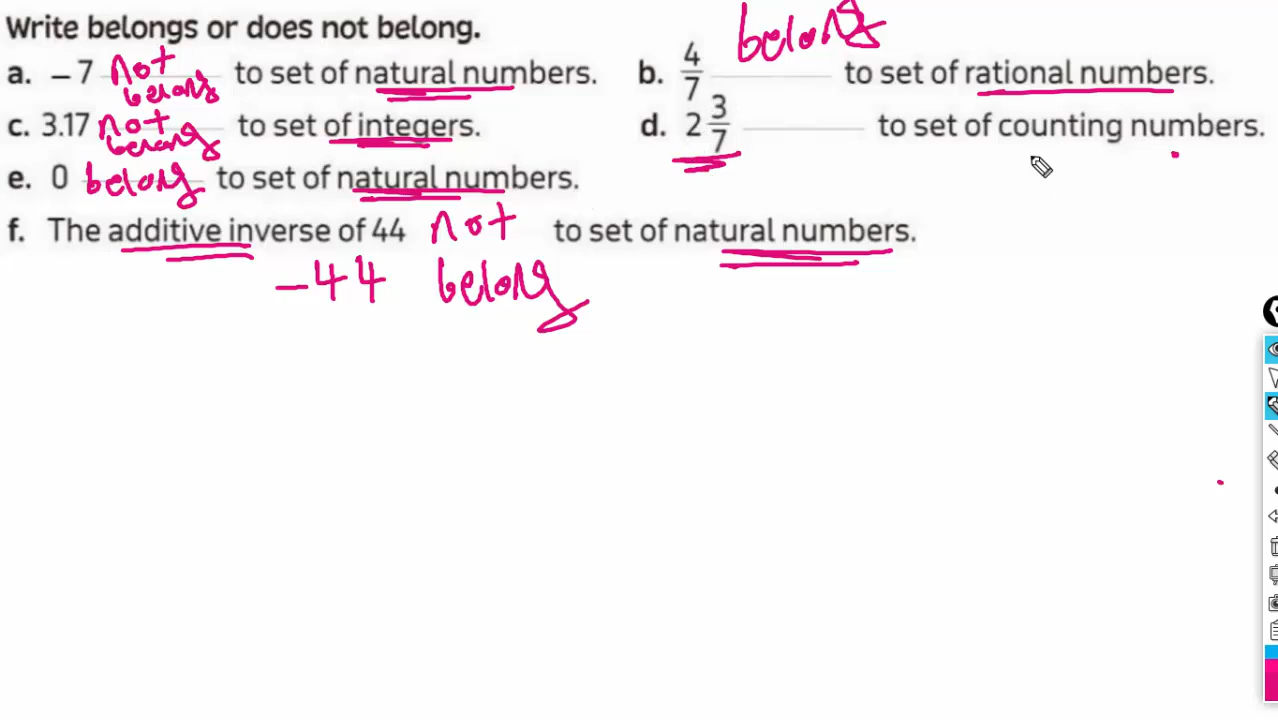 Write belongs or does not belong.
a. – 7 not belong to set of natural numbers. b. 4/7 belong to set of rational numbers.
c. 3.17 not belong to set of integers. d. 2 3/7 to set of counting numbers.
e. 0 belong to set of natural numbers.
f. The additive inverse of 44 not belong to set of natural numbers.
–44